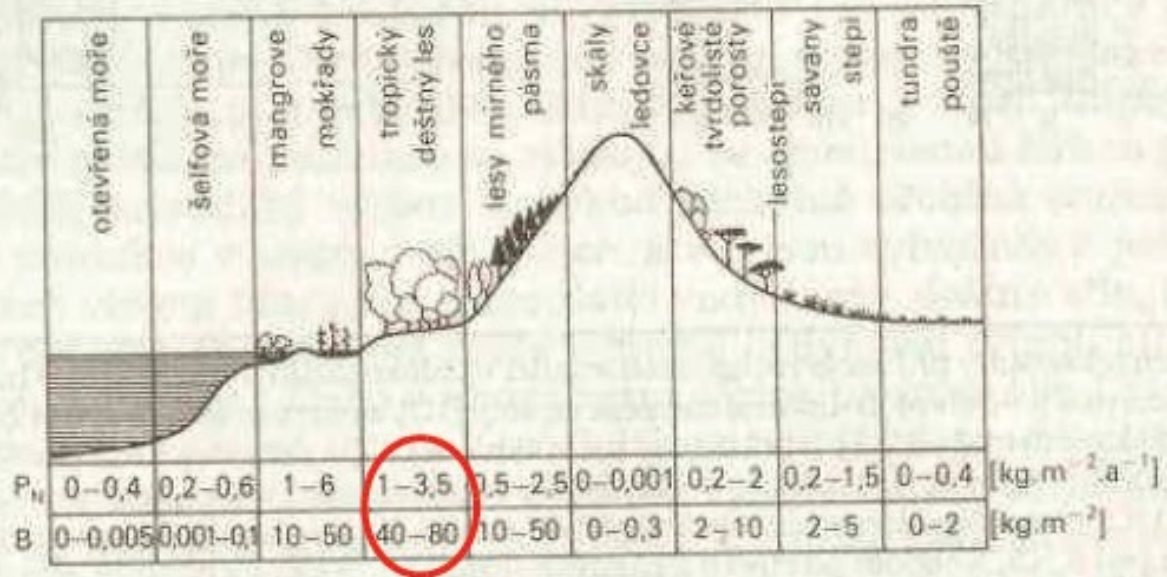 otevřená moře
šelfová moře
mangrove
mokřady
tropický
deštný les
lesy mírného
pásma
skály
ledovce
keřové
tvrdolisté
porosty
lesostepi
savany
stepi
tundra
pouště
P_N 0–0,4 0,2–0,6 1–6 1–3,5 0,5–2,5 0–0,001 0,2–2 0,2–1,5 0–0,4 [kg.m⁻².a⁻¹]
B 0–0,005 0,001–0,1 10–50 40–80 10–50 0–0,3 2–10 2–5 0–2 [kg.m⁻²]